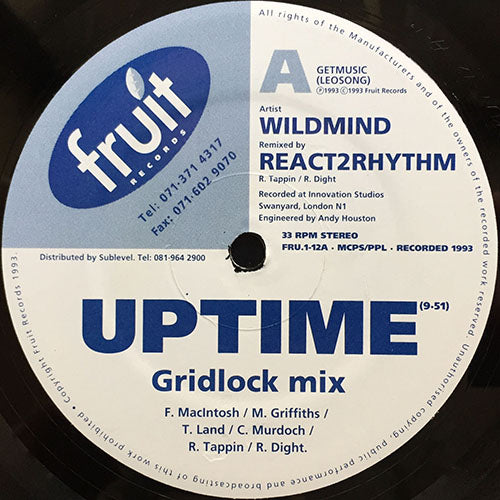 fruit
RECORDS
Tel: 071·371 4317
Fax: 071·602 9070
Distributed by Sublevel. Tel: 081·964 2900
A
GETMUSIC
(LEOSONG)
Ⓟ1993 Ⓒ1993 Fruit Records
Artist
WILDMIND
Remixed by
REACT2RHYTHM
R. Tappin / R. Dight
Recorded at Innovation Studios
Swanyard, London N1
Engineered by Andy Houston
33 RPM STEREO
FRU.1-12A · MCPS/PPL · RECORDED 1993
UPTIME
(9·51)
Gridlock mix
F. MacIntosh / M. Griffiths /
T. Land / C. Murdoch /
R. Tappin / R. Dight.
All rights of the Manufacturers and of the owners of the recorded work reserved. Unauthorised copying, public performance and broadcasting of this work prohibited • Copyright Fruit Records 1993.